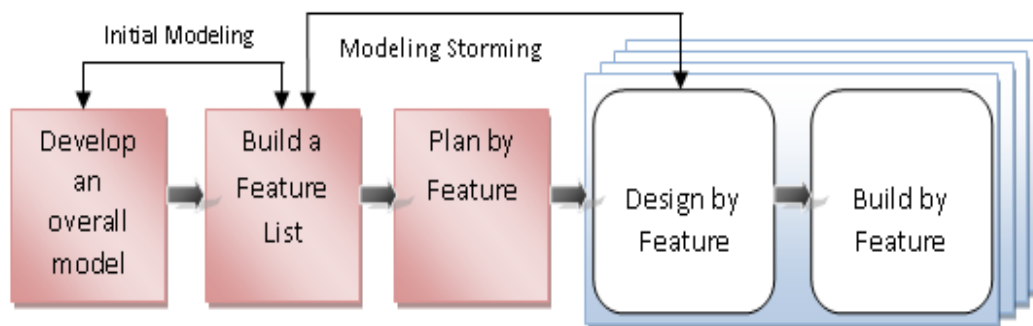 Initial Modeling
Modeling Storming
Develop
an
overall
model
Build a
Feature
List
Plan by
Feature
Design by
Feature
Build by
Feature